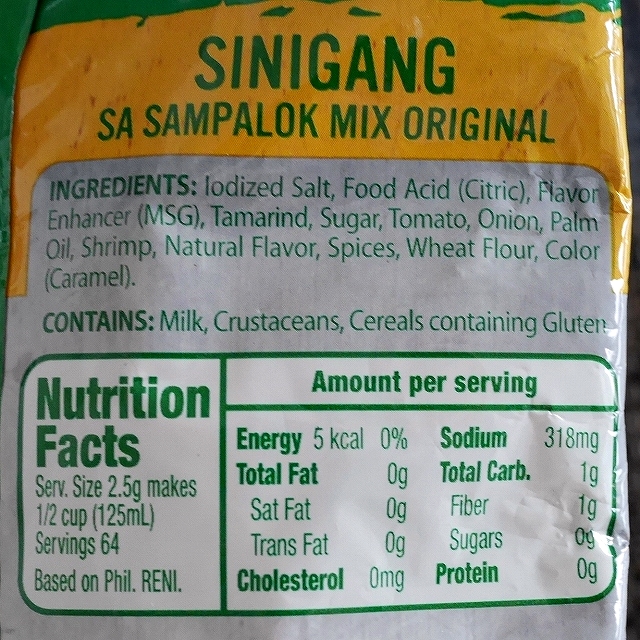 SINIGANG
SA SAMPALOK MIX ORIGINAL
INGREDIENTS: Iodized Salt, Food Acid (Citric), Flavor
Enhancer (MSG), Tamarind, Sugar, Tomato, Onion, Palm
Oil, Shrimp, Natural Flavor, Spices, Wheat Flour, Color
(Caramel).
CONTAINS: Milk, Crustaceans, Cereals containing Gluten
Nutrition
Facts
Serv. Size 2.5g makes
1/2 cup (125mL)
Servings 64
Based on Phil. RENI.
Amount per serving
Energy 5 kcal 0% Sodium 318mg
Total Fat 0g Total Carb. 1g
Sat Fat 0g Fiber 1g
Trans Fat 0g Sugars 0g
Cholesterol 0mg Protein 0g